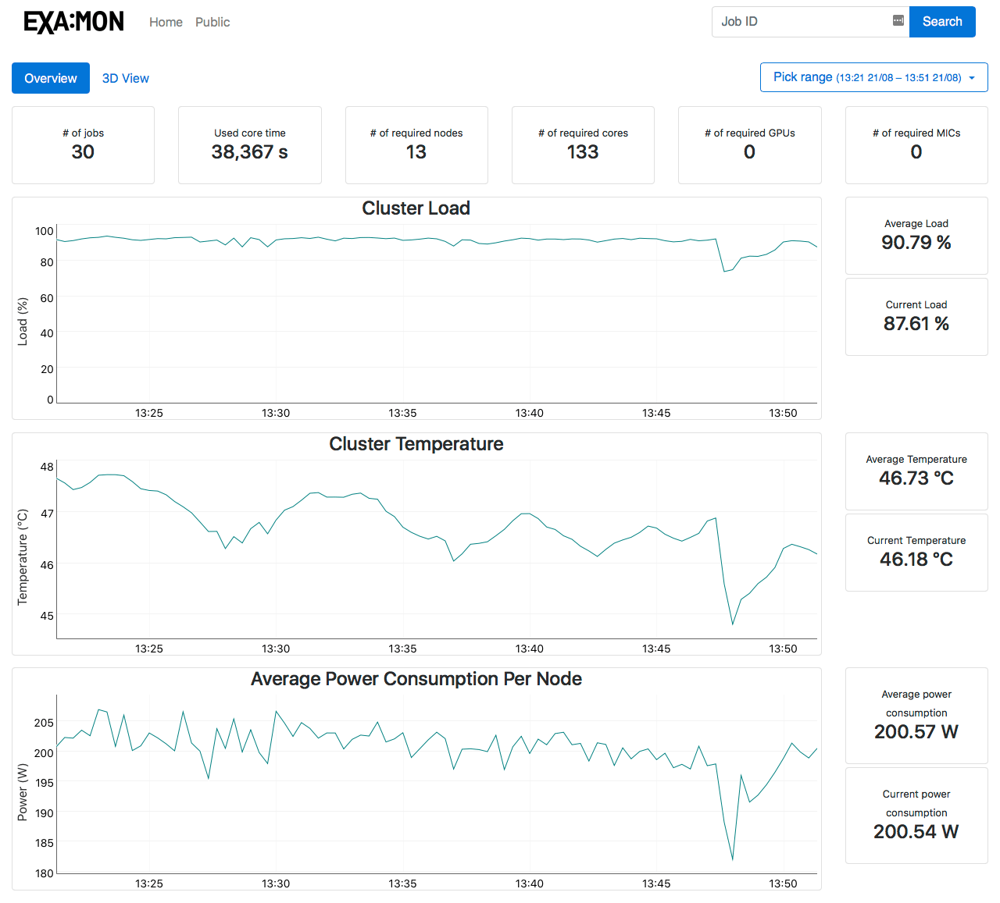 EXA:MON
Home Public
Job ID
Search
Overview
3D View
Pick range (13:21 21/08 – 13:51 21/08)
# of jobs
30
Used core time
38,367 s
# of required nodes
13
# of required cores
133
# of required GPUs
0
# of required MICs
0
Cluster Load
Load (%)
100
80
60
40
20
0
13:25 13:30 13:35 13:40 13:45 13:50
Average Load
90.79 %
Current Load
87.61 %
Cluster Temperature
Temperature (°C)
48
47
46
45
13:25 13:30 13:35 13:40 13:45 13:50
Average Temperature
46.73 °C
Current Temperature
46.18 °C
Average Power Consumption Per Node
Power (W)
205
200
195
190
185
180
13:25 13:30 13:35 13:40 13:45 13:50
Average power
consumption
200.57 W
Current power
consumption
200.54 W